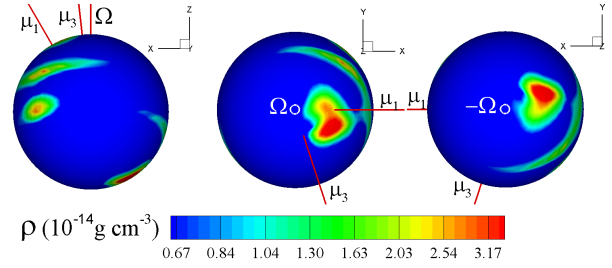 μ₁ μ₃ Ω Z X Y
Y Z X Ω μ₁ μ₃
Y X Z μ₁ -Ω μ₃
ρ (10⁻¹⁴g cm⁻³)
0.67 0.84 1.04 1.30 1.63 2.03 2.54 3.17